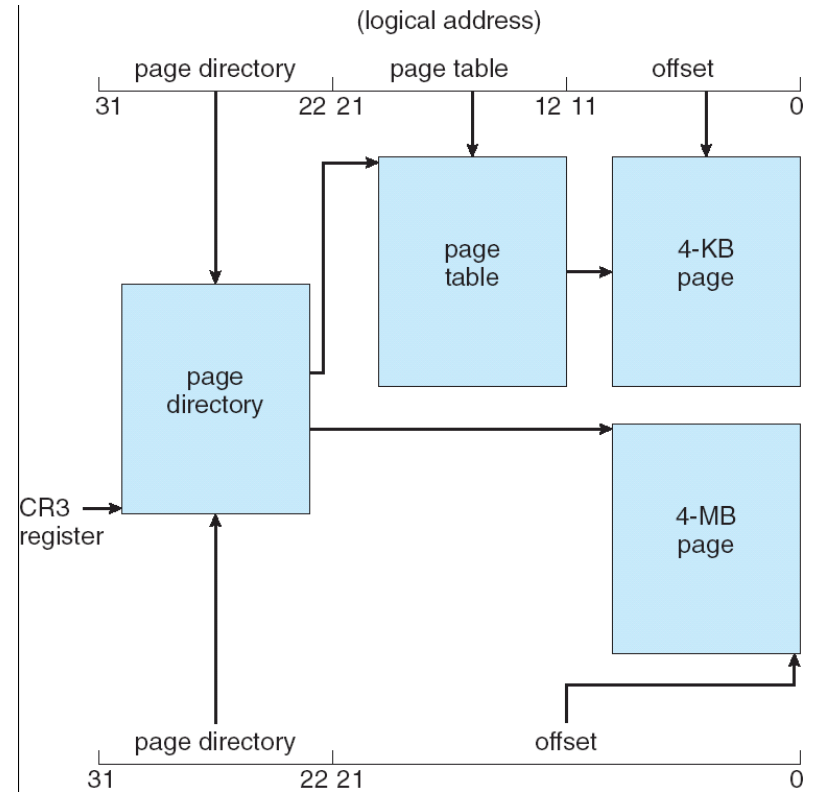 (logical address)
page directory page table offset
31 22 21 12 11 0
page
table
4-KB
page
page
directory
CR3
register
4-MB
page
page directory offset
31 22 21 0